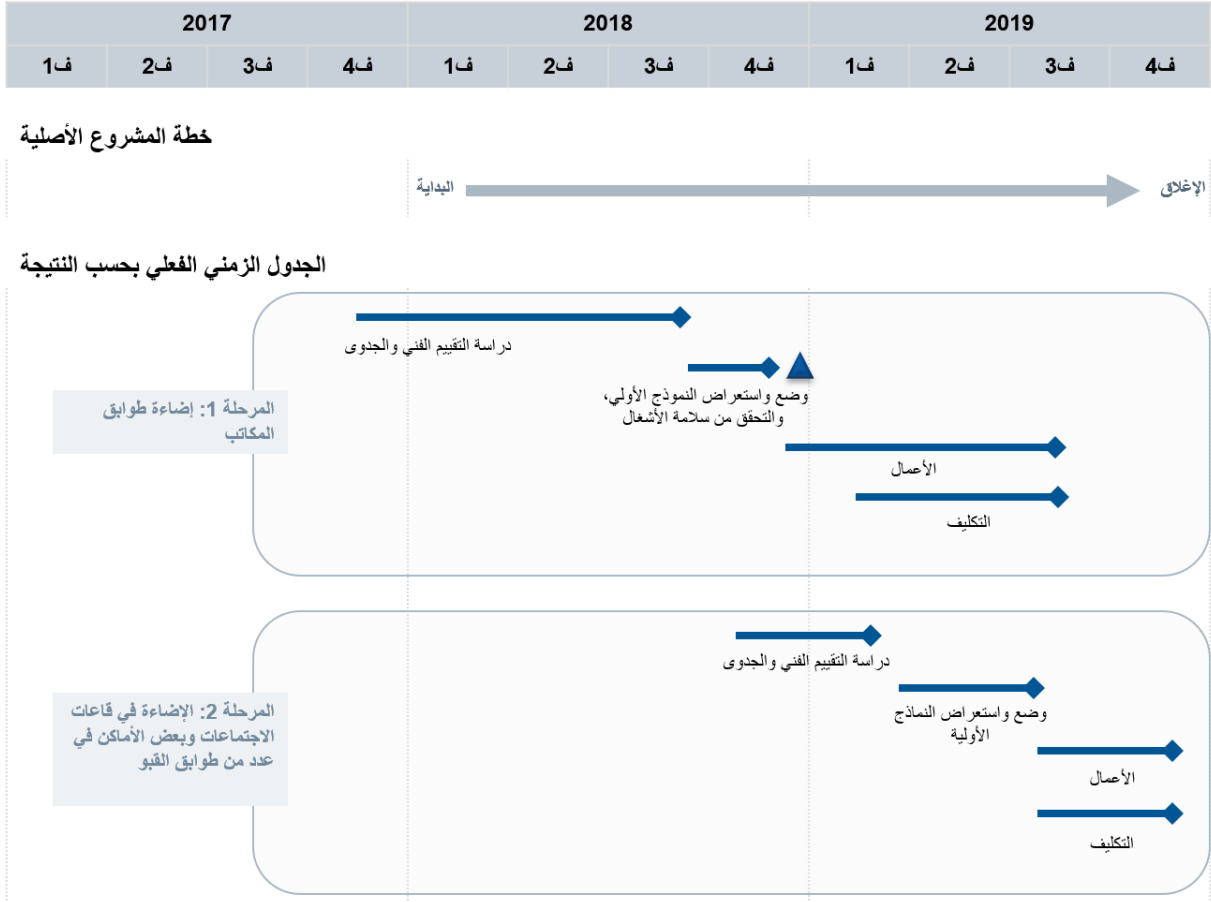 2017 2018 2019
ف1 ف2 ف3 ف4 ف1 ف2 ف3 ف4 ف1 ف2 ف3 ف4
خطة المشروع الأصلية
البداية
الإغلاق
الجدول الزمني الفعلي بحسب النتيجة
دراسة التقييم الفني والجدوى
وضع واستعراض النموذج الأولي،
والتحقق من سلامة الأشغال
المرحلة 1: إضاءة طوابق
المكاتب
الأعمال
التكليف
دراسة التقييم الفني والجدوى
وضع واستعراض النماذج
الأولية
المرحلة 2: الإضاءة في قاعات
الاجتماعات وبعض الأماكن في
عدد من طوابق القبو
الأعمال
التكليف